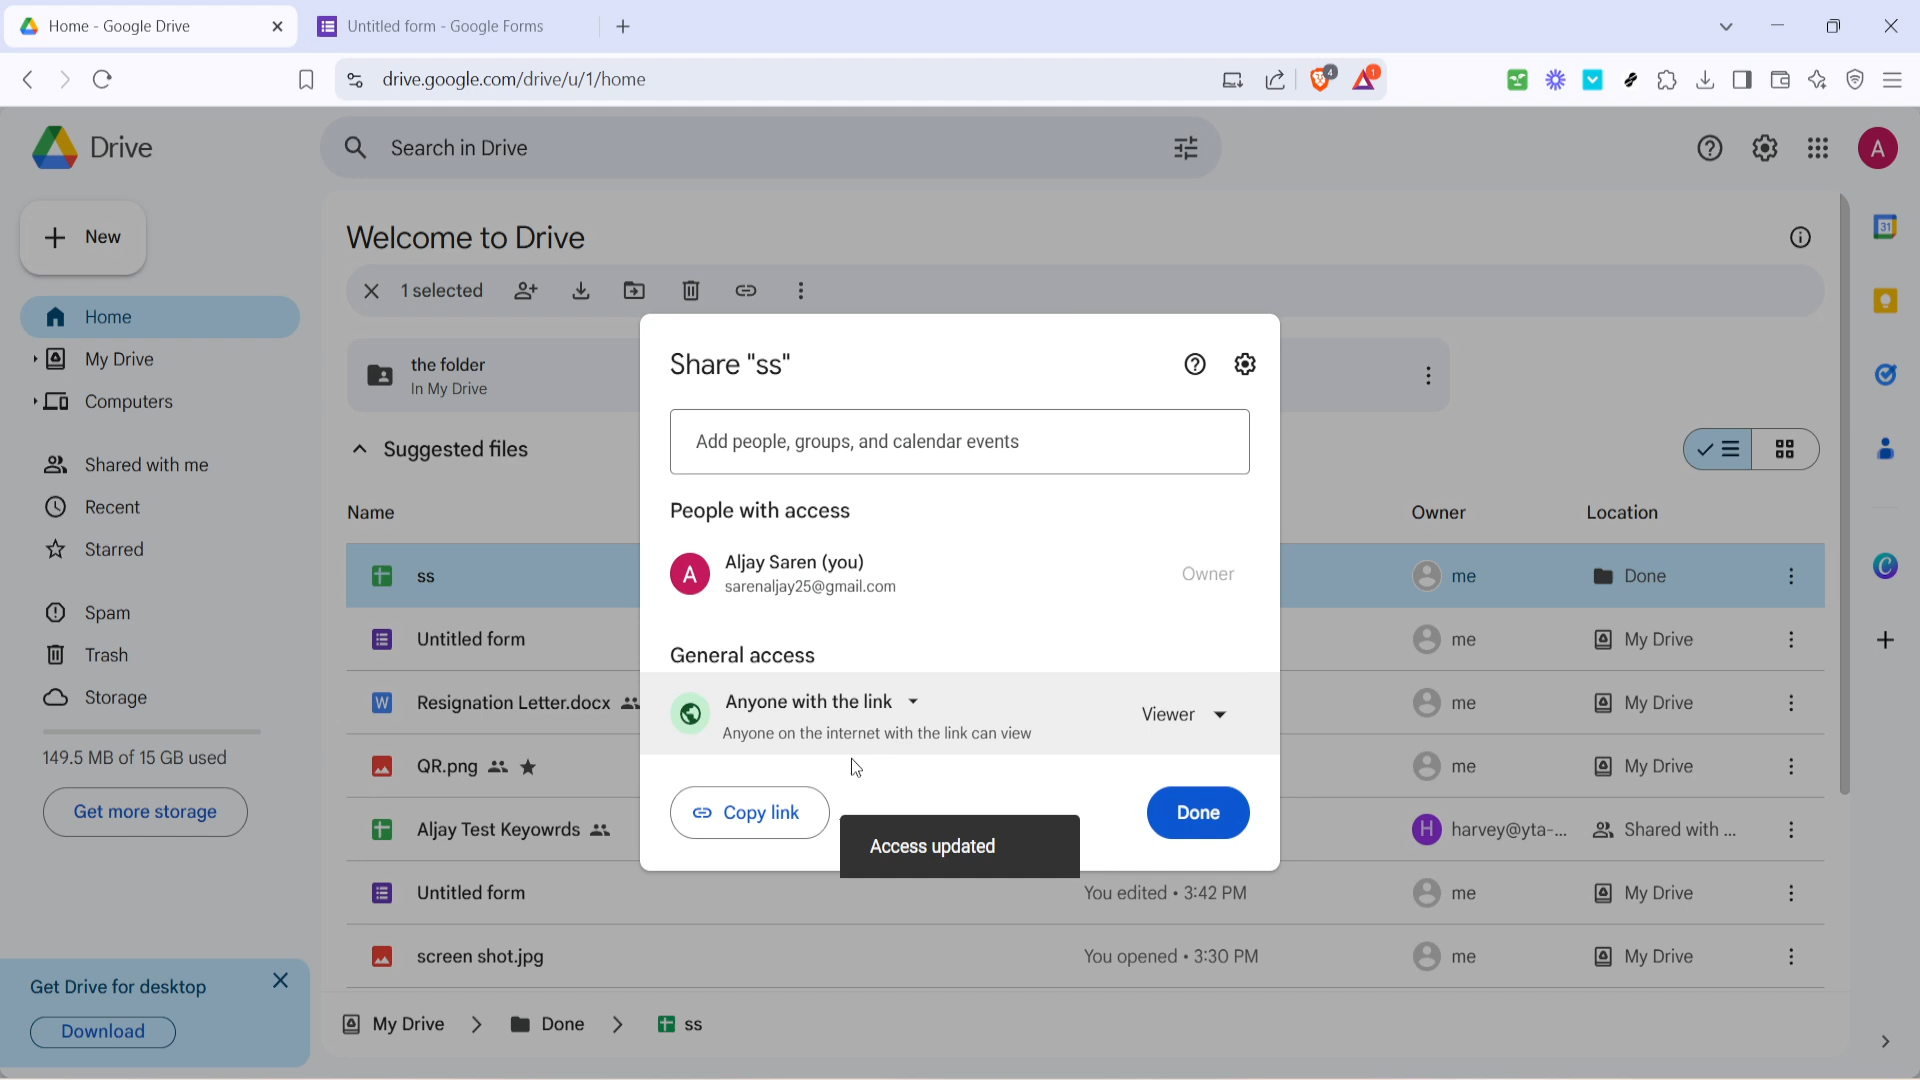 Home - Google Drive
Untitled form - Google Forms
drive.google.com/drive/u/1/home
4
1
Drive
Search in Drive
A
New
Welcome to Drive
31
1 selected
Home
My Drive
Computers
Shared with me
Recent
Starred
Spam
Trash
Storage
149.5 MB of 15 GB used
Get more storage
Get Drive for desktop
Download
the folder
In My Drive
Suggested files
Name
Owner
Location
ss
me
Done
Untitled form
me
My Drive
Resignation Letter.docx
me
My Drive
QR.png
me
My Drive
Aljay Test Keyowrds
H
harvey@yta-...
Shared with ...
Untitled form
You edited • 3:42 PM
me
My Drive
screen shot.jpg
You opened • 3:30 PM
me
My Drive
My Drive
Done
ss
Share "ss"
Add people, groups, and calendar events
People with access
A
Aljay Saren (you)
sarenaljay25@gmail.com
Owner
General access
Anyone with the link
Anyone on the internet with the link can view
Viewer
Copy link
Done
Access updated